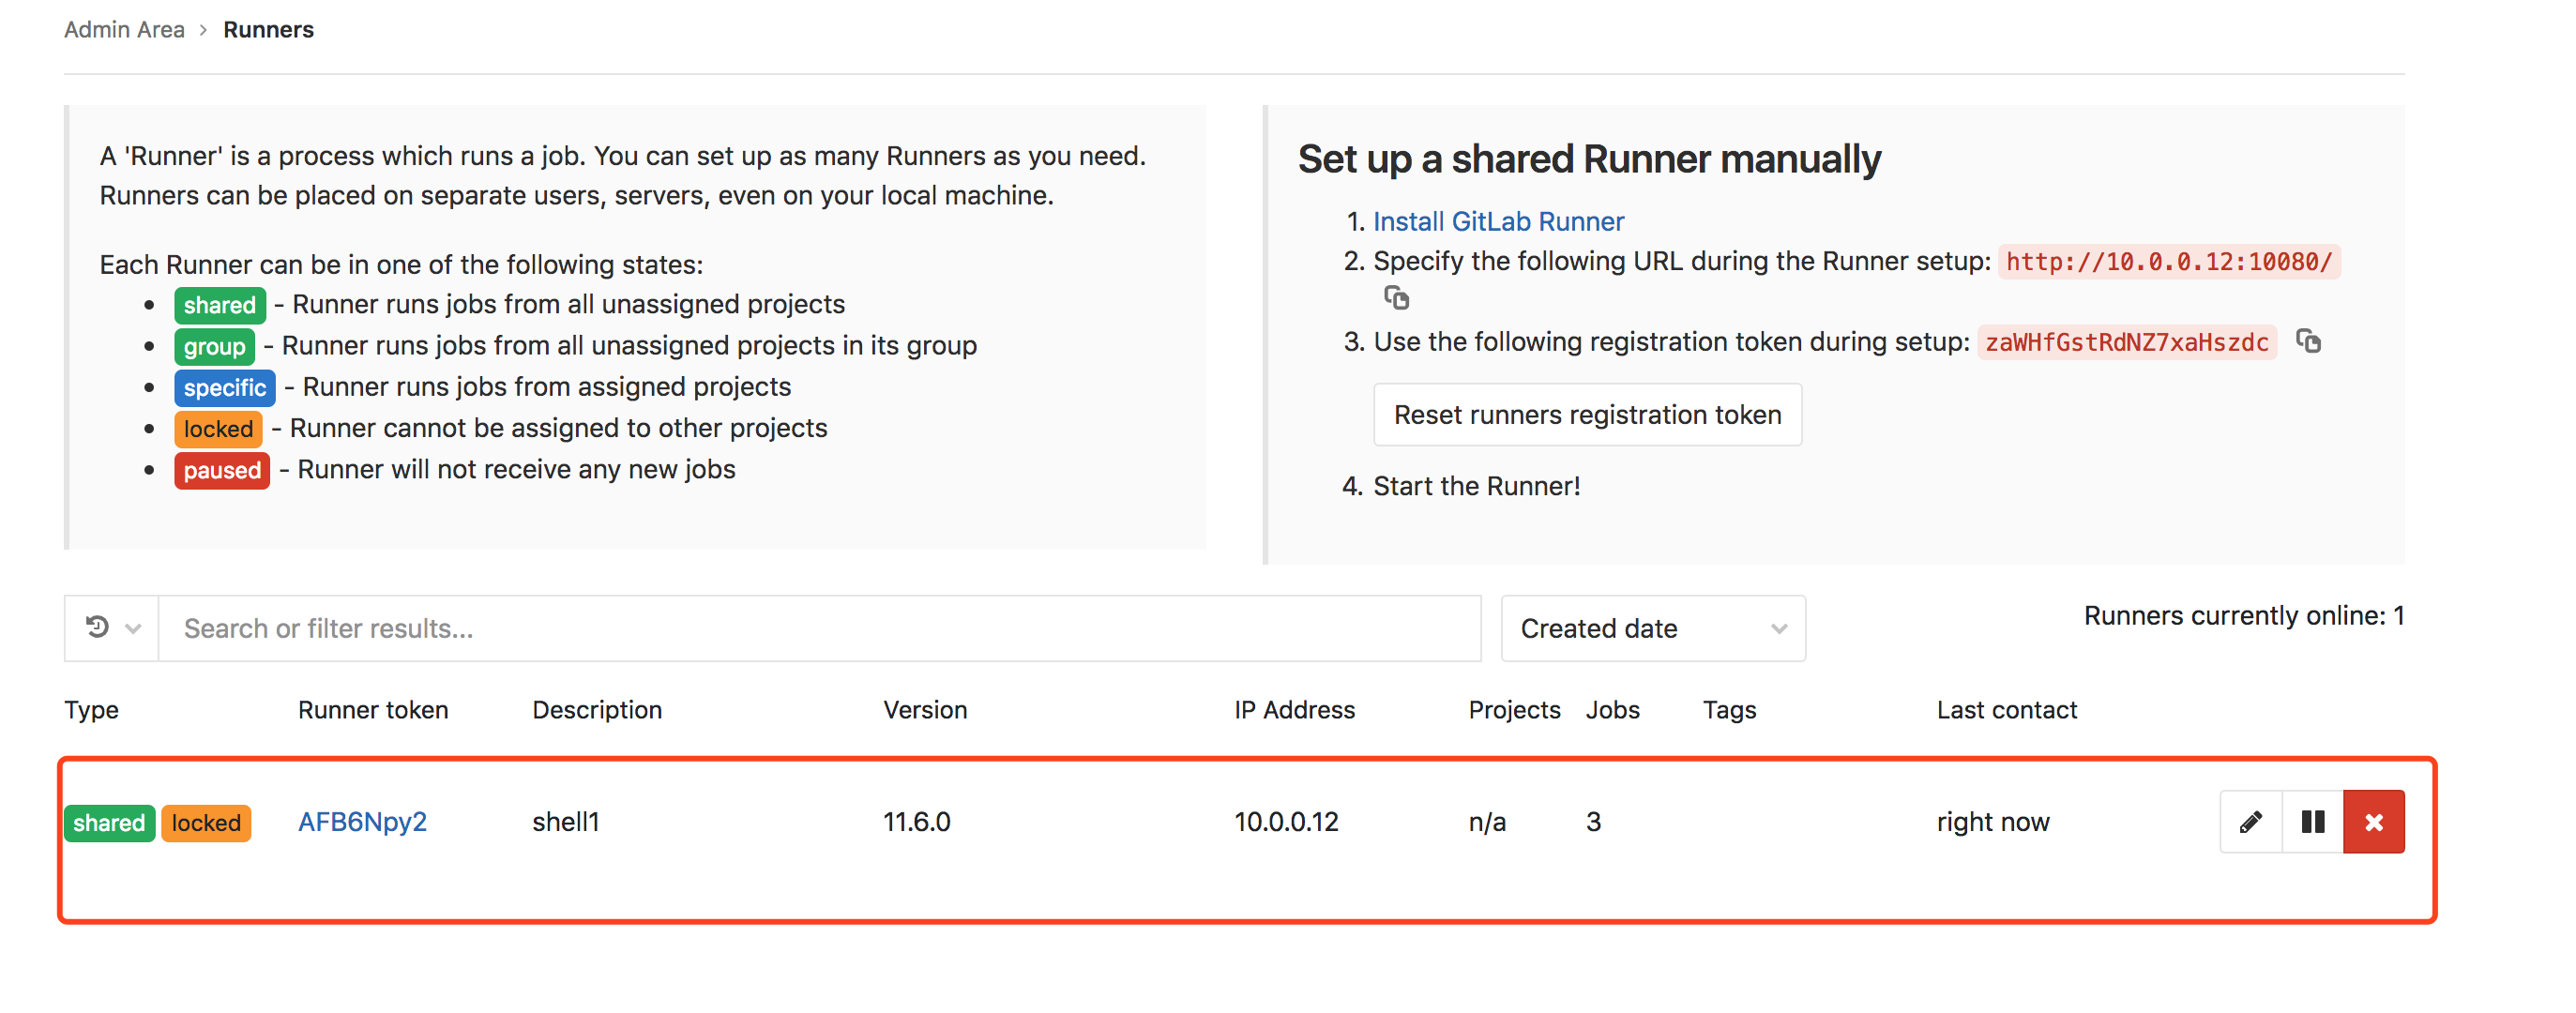 Admin Area > Runners
A 'Runner' is a process which runs a job. You can set up as many Runners as you need.
Runners can be placed on separate users, servers, even on your local machine.
Each Runner can be in one of the following states:
• shared - Runner runs jobs from all unassigned projects
• group - Runner runs jobs from all unassigned projects in its group
• specific - Runner runs jobs from assigned projects
• locked - Runner cannot be assigned to other projects
• paused - Runner will not receive any new jobs
Set up a shared Runner manually
1. Install GitLab Runner
2. Specify the following URL during the Runner setup: http://10.0.0.12:10080/
3. Use the following registration token during setup: zaWHfGstRdNZ7xaHszdc
Reset runners registration token
4. Start the Runner!
Search or filter results...
Created date
Runners currently online: 1
Type Runner token Description Version IP Address Projects Jobs Tags Last contact
shared locked AFB6Npy2 shell1 11.6.0 10.0.0.12 n/a 3 right now